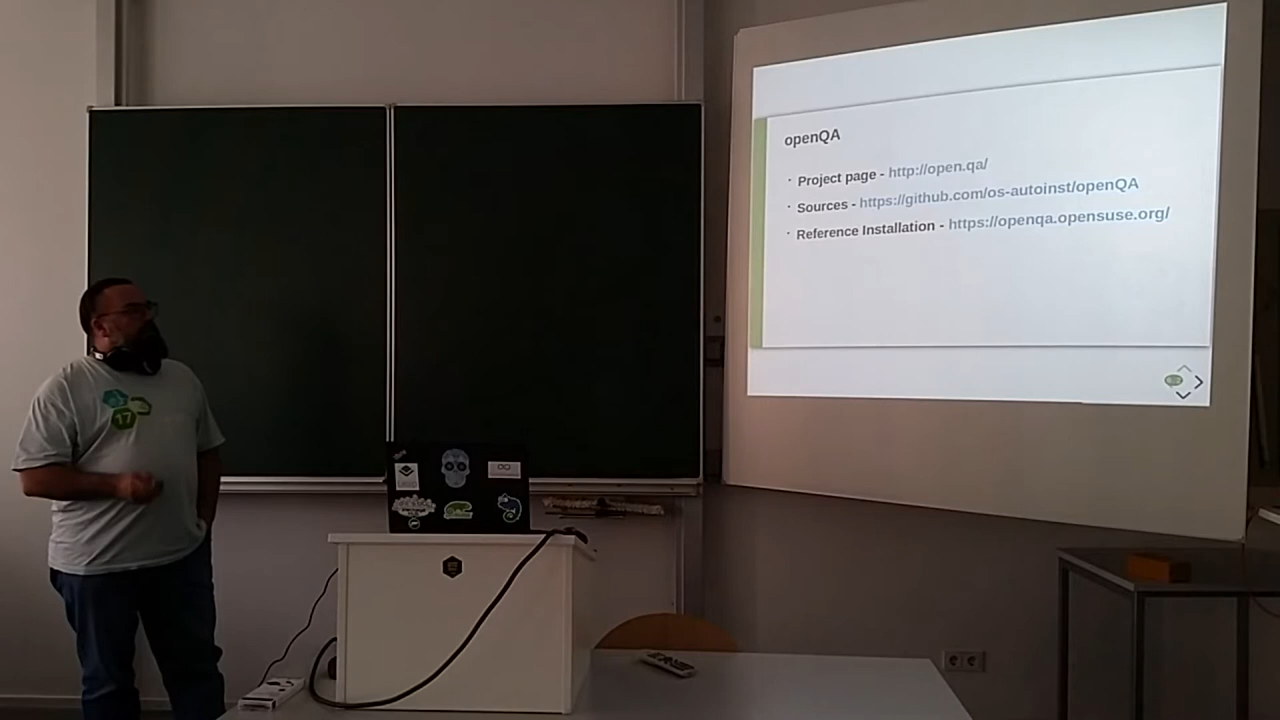 openQA
· Project page - http://open.qa/
· Sources - https://github.com/os-autoinst/openQA
· Reference Installation - https://openqa.opensuse.org/
17